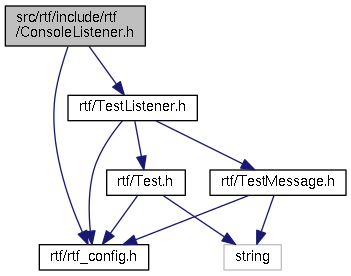 src/rtf/include/rtf
/ConsoleListener.h
rtf/TestListener.h
rtf/Test.h
rtf/TestMessage.h
rtf/rtf_config.h
string